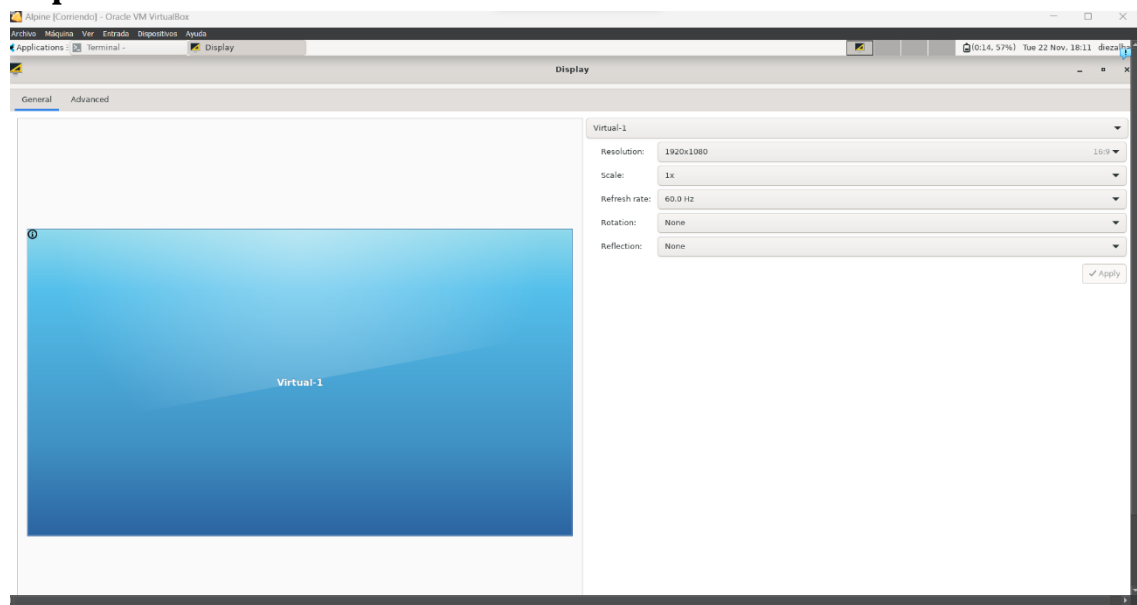 Alpine [Corriendo] - Oracle VM VirtualBox
Archivo Máquina Ver Entrada Dispositivos Ayuda
Applications Terminal - Display (0:14, 57%) Tue 22 Nov, 18:11
Display
General Advanced
Virtual-1
Resolution: 1920x1080 16:9
Scale: 1x
Refresh rate: 60.0 Hz
Rotation: None
Reflection: None
Apply
Virtual-1